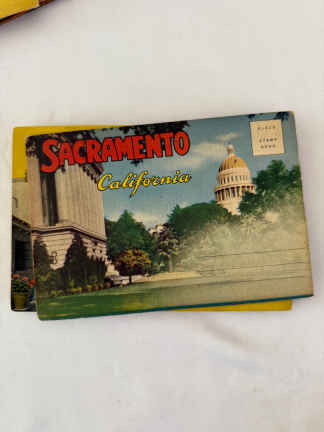 SACRAMENTO
California
PLACE
STAMP
HERE